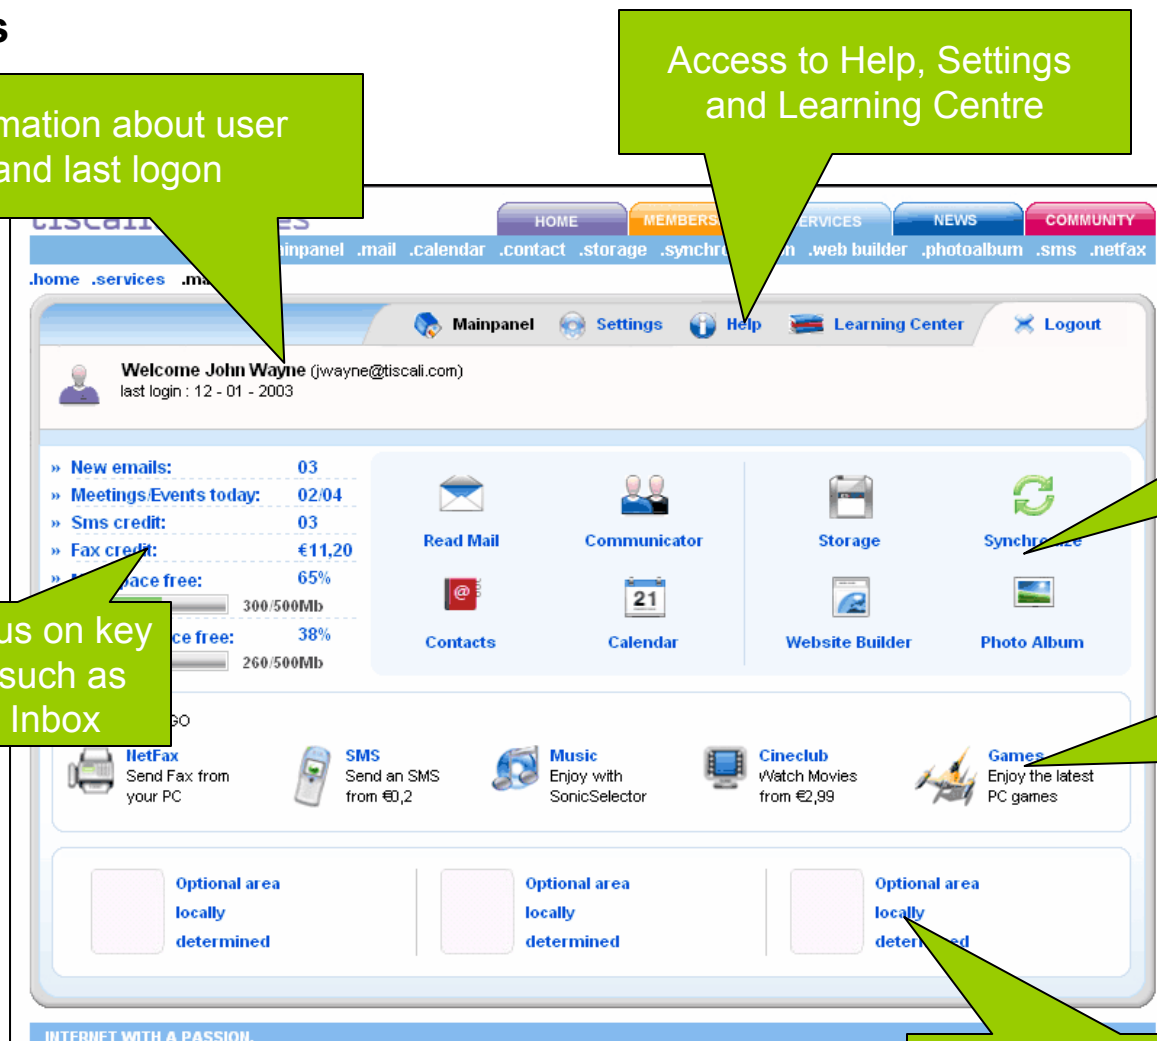 s
Access to Help, Settings
and Learning Centre
mation about user
and last logon
HOME MEMBERS ERVICES NEWS COMMUNITY
inpanel .mail .calendar .contact .storage .synchro n .web builder .photoalbum .sms .netfax
.home .services .ma
Mainpanel Settings Help Learning Center Logout
Welcome John Wayne (jwayne@tiscali.com)
last login : 12 - 01 - 2003
» New emails: 03
» Meetings/Events today: 02/04
» Sms credit: 03
» Fax credit: €11,20
» pace free: 65%
300/500Mb
ce free: 38%
260/500Mb
Read Mail Communicator Storage Synchronize
Contacts 21 Calendar Website Builder Photo Album
us on key
such as
Inbox
GO
NetFax
Send Fax from
your PC
SMS
Send an SMS
from €0,2
Music
Enjoy with
SonicSelector
Cineclub
Watch Movies
from €2,99
Games
Enjoy the latest
PC games
Optional area
locally
determined
Optional area
locally
determined
Optional area
locally
determined
INTERNET WITH A PASSION.